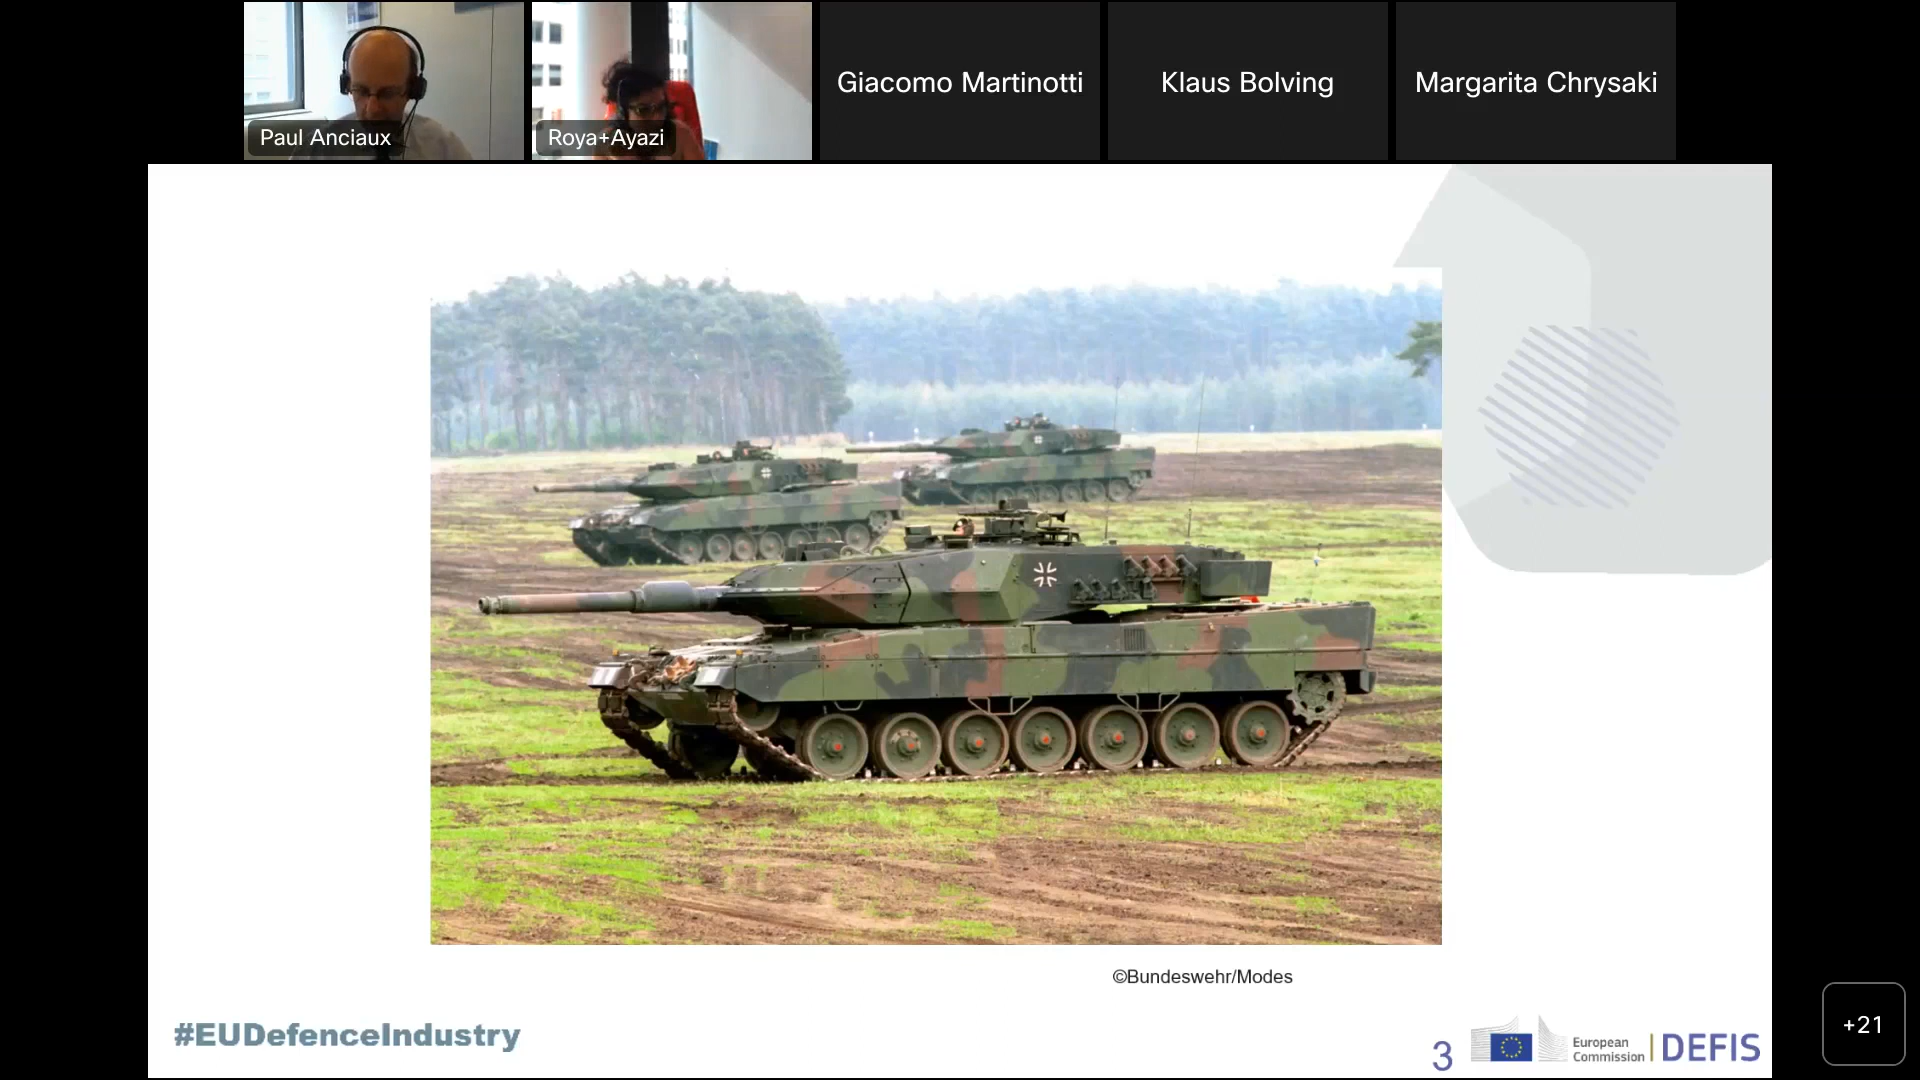 Paul Anciaux
Roya+Ayazi
Giacomo Martinotti
Klaus Bolving
Margarita Chrysaki
©Bundeswehr/Modes
#EUDefenceIndustry
3
European
Commission
DEFIS
+21